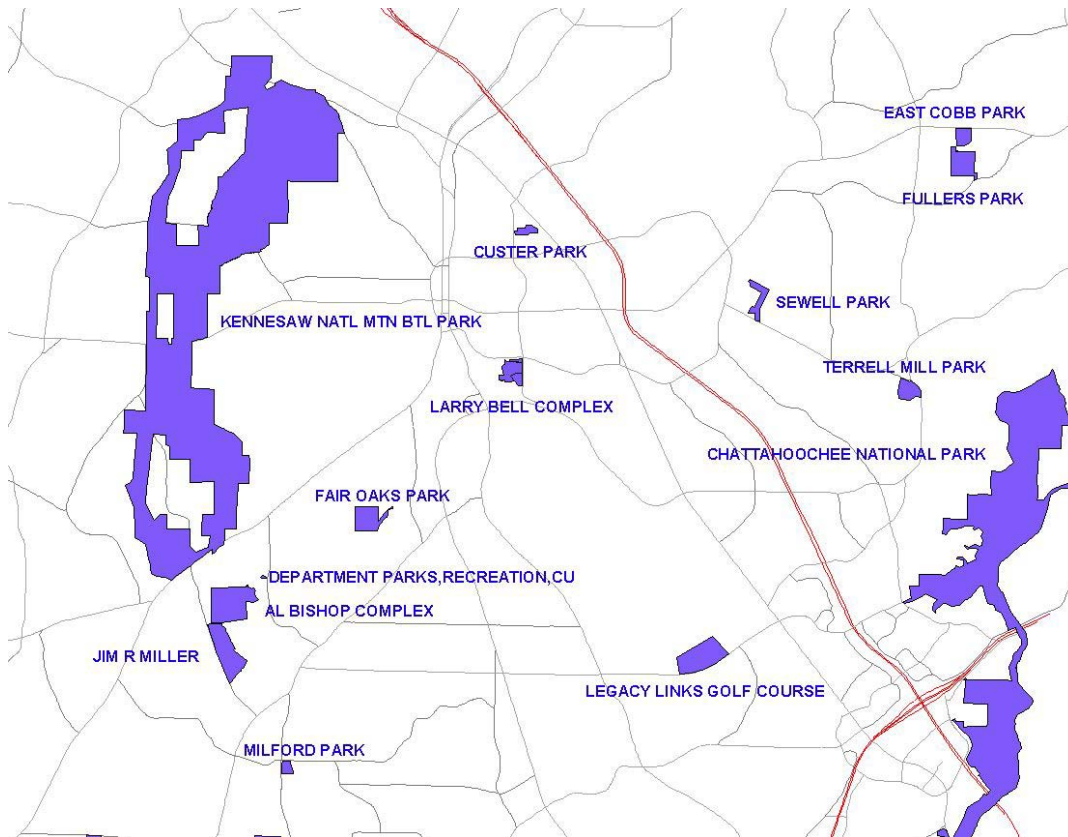 EAST COBB PARK
FULLERS PARK
CUSTER PARK
SEWELL PARK
KENNESAW NATL MTN BTL PARK
TERRELL MILL PARK
LARRY BELL COMPLEX
CHATTAHOOCHEE NATIONAL PARK
FAIR OAKS PARK
DEPARTMENT PARKS,RECREATION,CU
AL BISHOP COMPLEX
JIM R MILLER
LEGACY LINKS GOLF COURSE
MILFORD PARK